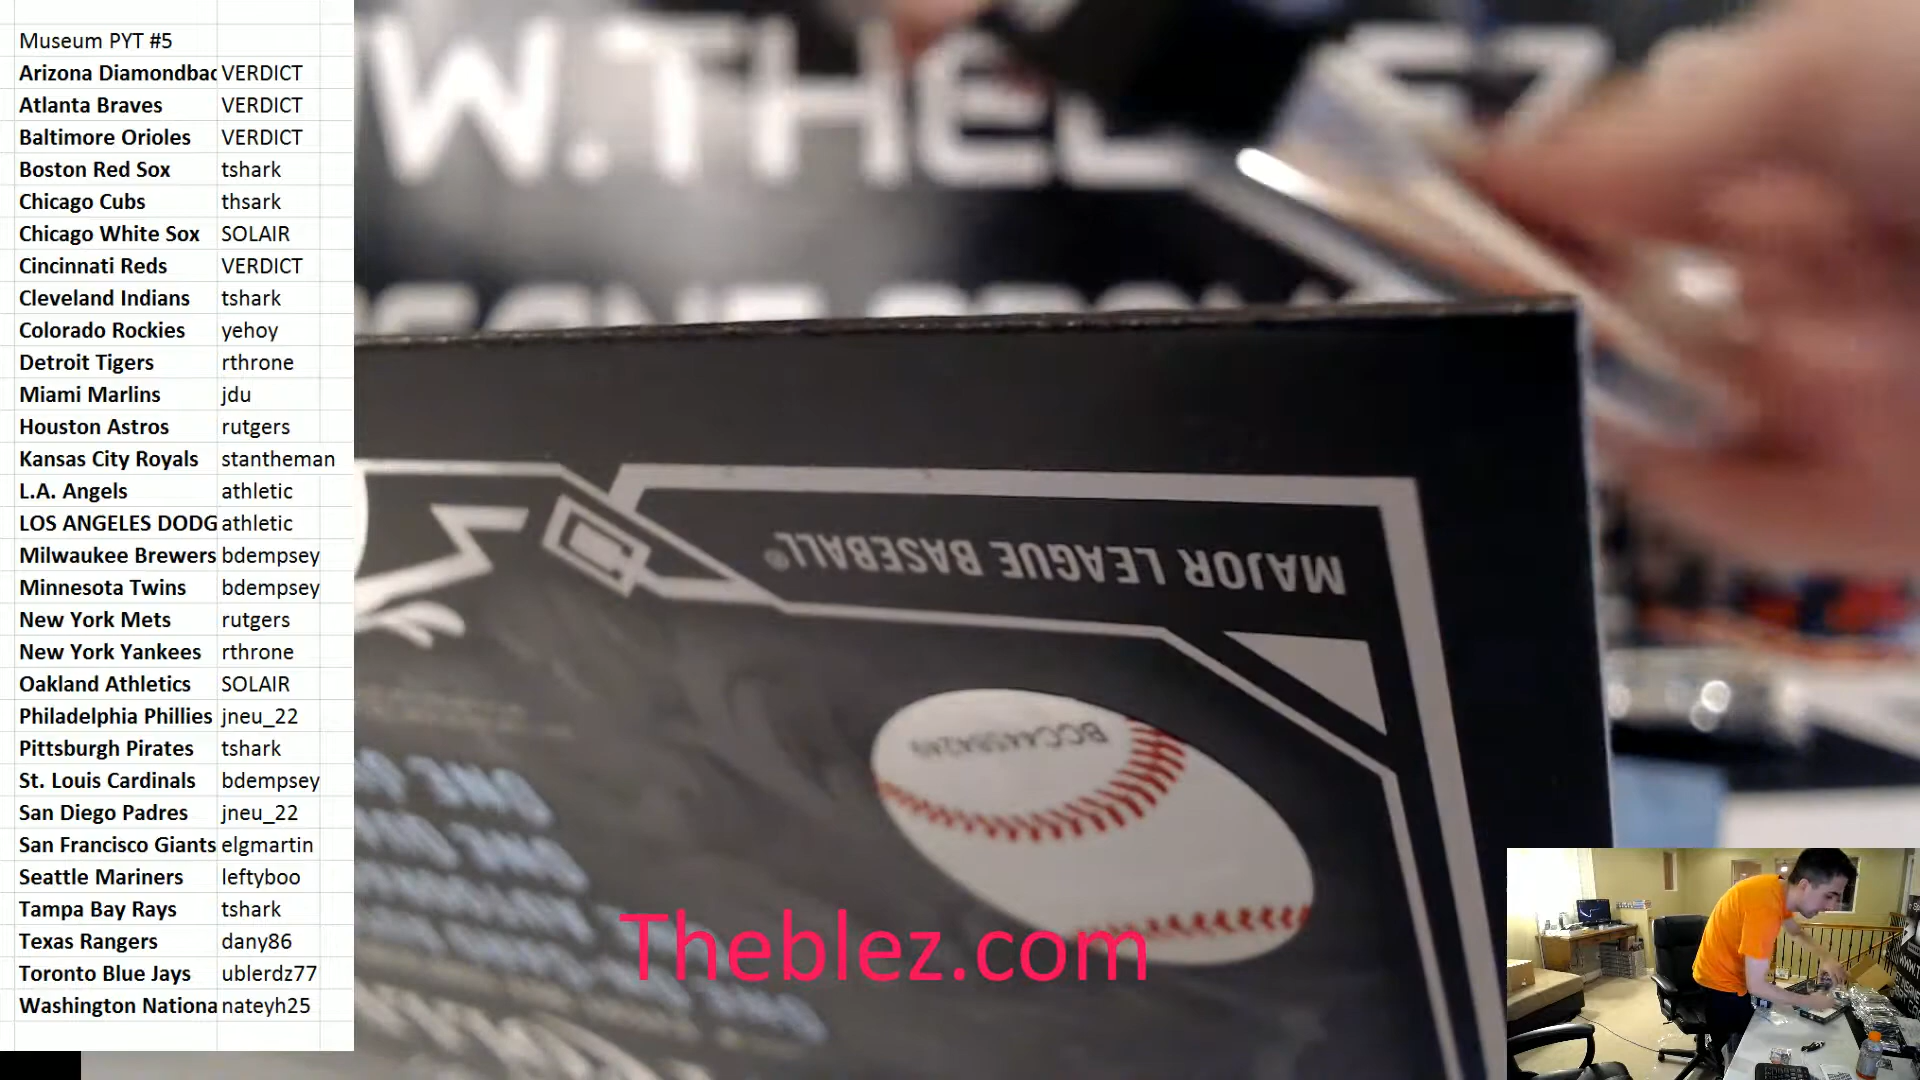 Museum PYT #5
Arizona Diamondbac VERDICT
Atlanta Braves VERDICT
Baltimore Orioles VERDICT
Boston Red Sox tshark
Chicago Cubs thsark
Chicago White Sox SOLAIR
Cincinnati Reds VERDICT
Cleveland Indians tshark
Colorado Rockies yehoy
Detroit Tigers rthrone
Miami Marlins jdu
Houston Astros rutgers
Kansas City Royals stantheman
L.A. Angels athletic
LOS ANGELES DODG athletic
Milwaukee Brewers bdempsey
Minnesota Twins bdempsey
New York Mets rutgers
New York Yankees rthrone
Oakland Athletics SOLAIR
Philadelphia Phillies jneu_22
Pittsburgh Pirates tshark
St. Louis Cardinals bdempsey
San Diego Padres jneu_22
San Francisco Giants elgmartin
Seattle Mariners leftyboo
Tampa Bay Rays tshark
Texas Rangers dany86
Toronto Blue Jays ublerdz77
Washington Nationa nateyh25
W.THEBLEZ
MAJOR LEAGUE BASEBALL®
Theblez.com